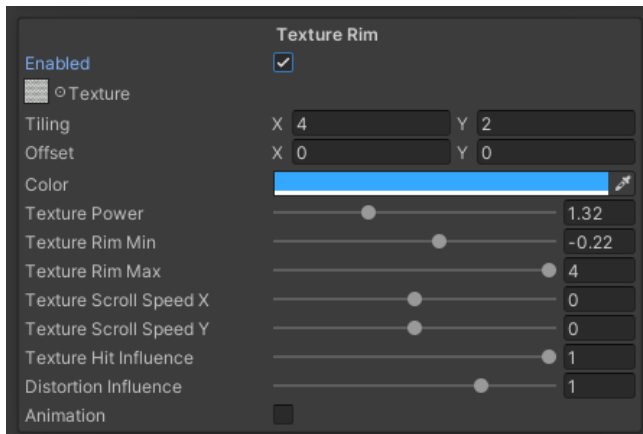 Texture Rim
Enabled
Texture
Tiling X 4 Y 2
Offset X 0 Y 0
Color
Texture Power 1.32
Texture Rim Min -0.22
Texture Rim Max 4
Texture Scroll Speed X 0
Texture Scroll Speed Y 0
Texture Hit Influence 1
Distortion Influence 1
Animation